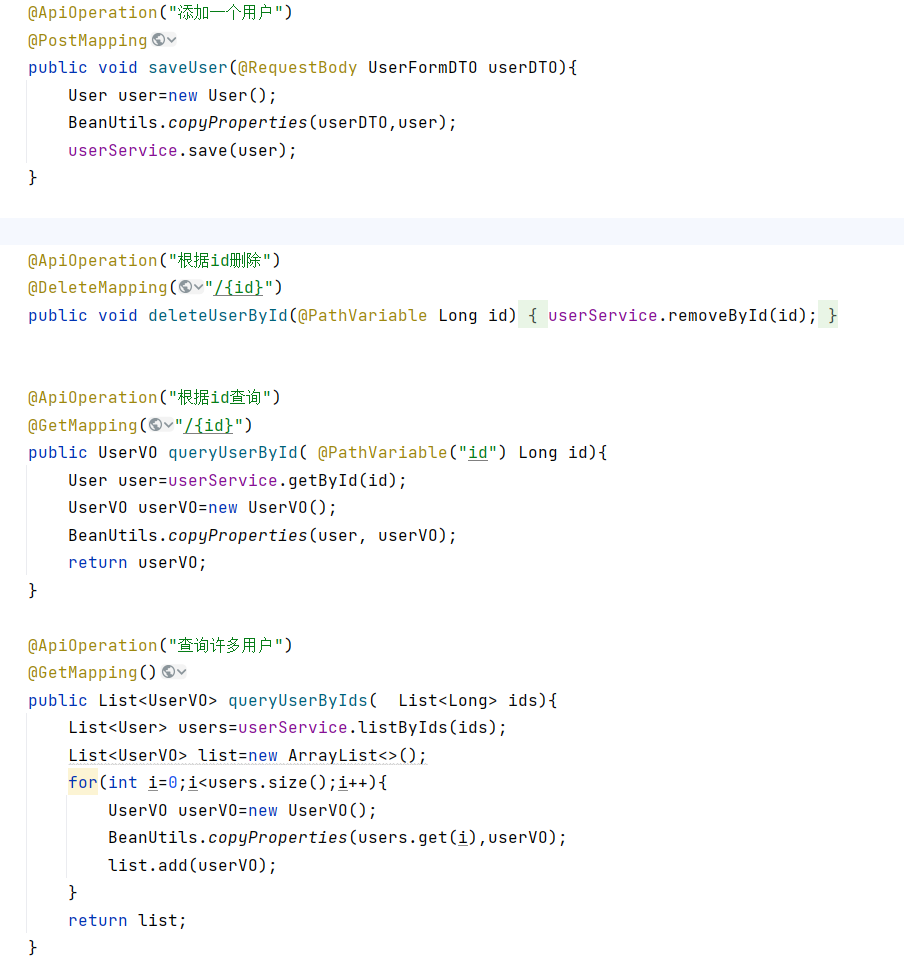 @ApiOperation("添加一个用户")
@PostMapping
public void saveUser(@RequestBody UserFormDTO userDTO){
    User user=new User();
    BeanUtils.copyProperties(userDTO,user);
    userService.save(user);
}
@ApiOperation("根据id删除")
@DeleteMapping("/{id}")
public void deleteUserById(@PathVariable Long id) { userService.removeById(id); }
@ApiOperation("根据id查询")
@GetMapping("/{id}")
public UserVO queryUserById( @PathVariable("id") Long id){
    User user=userService.getById(id);
    UserVO userVO=new UserVO();
    BeanUtils.copyProperties(user, userVO);
    return userVO;
}
@ApiOperation("查询许多用户")
@GetMapping()
public List<UserVO> queryUserByIds(  List<Long> ids){
    List<User> users=userService.listByIds(ids);
    List<UserVO> list=new ArrayList<>();
    for(int i=0;i<users.size();i++){
        UserVO userVO=new UserVO();
        BeanUtils.copyProperties(users.get(i),userVO);
        list.add(userVO);
    }
    return list;
}